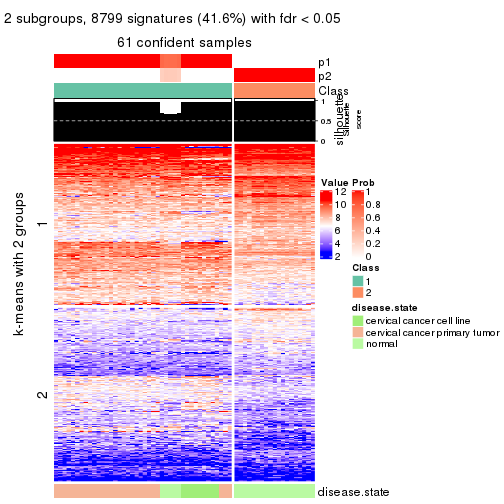 2 subgroups, 8799 signatures (41.6%) with fdr < 0.05
61 confident samples
p1
p2
Class
silhouette
Silhouette
score
1
0.5
0
k-means with 2 groups
1
2
Value
12
10
8
6
4
2
Prob
1
0.8
0.6
0.4
0.2
0
Class
1
2
disease.state
cervical cancer cell line
cervical cancer primary tumor
normal
disease.state